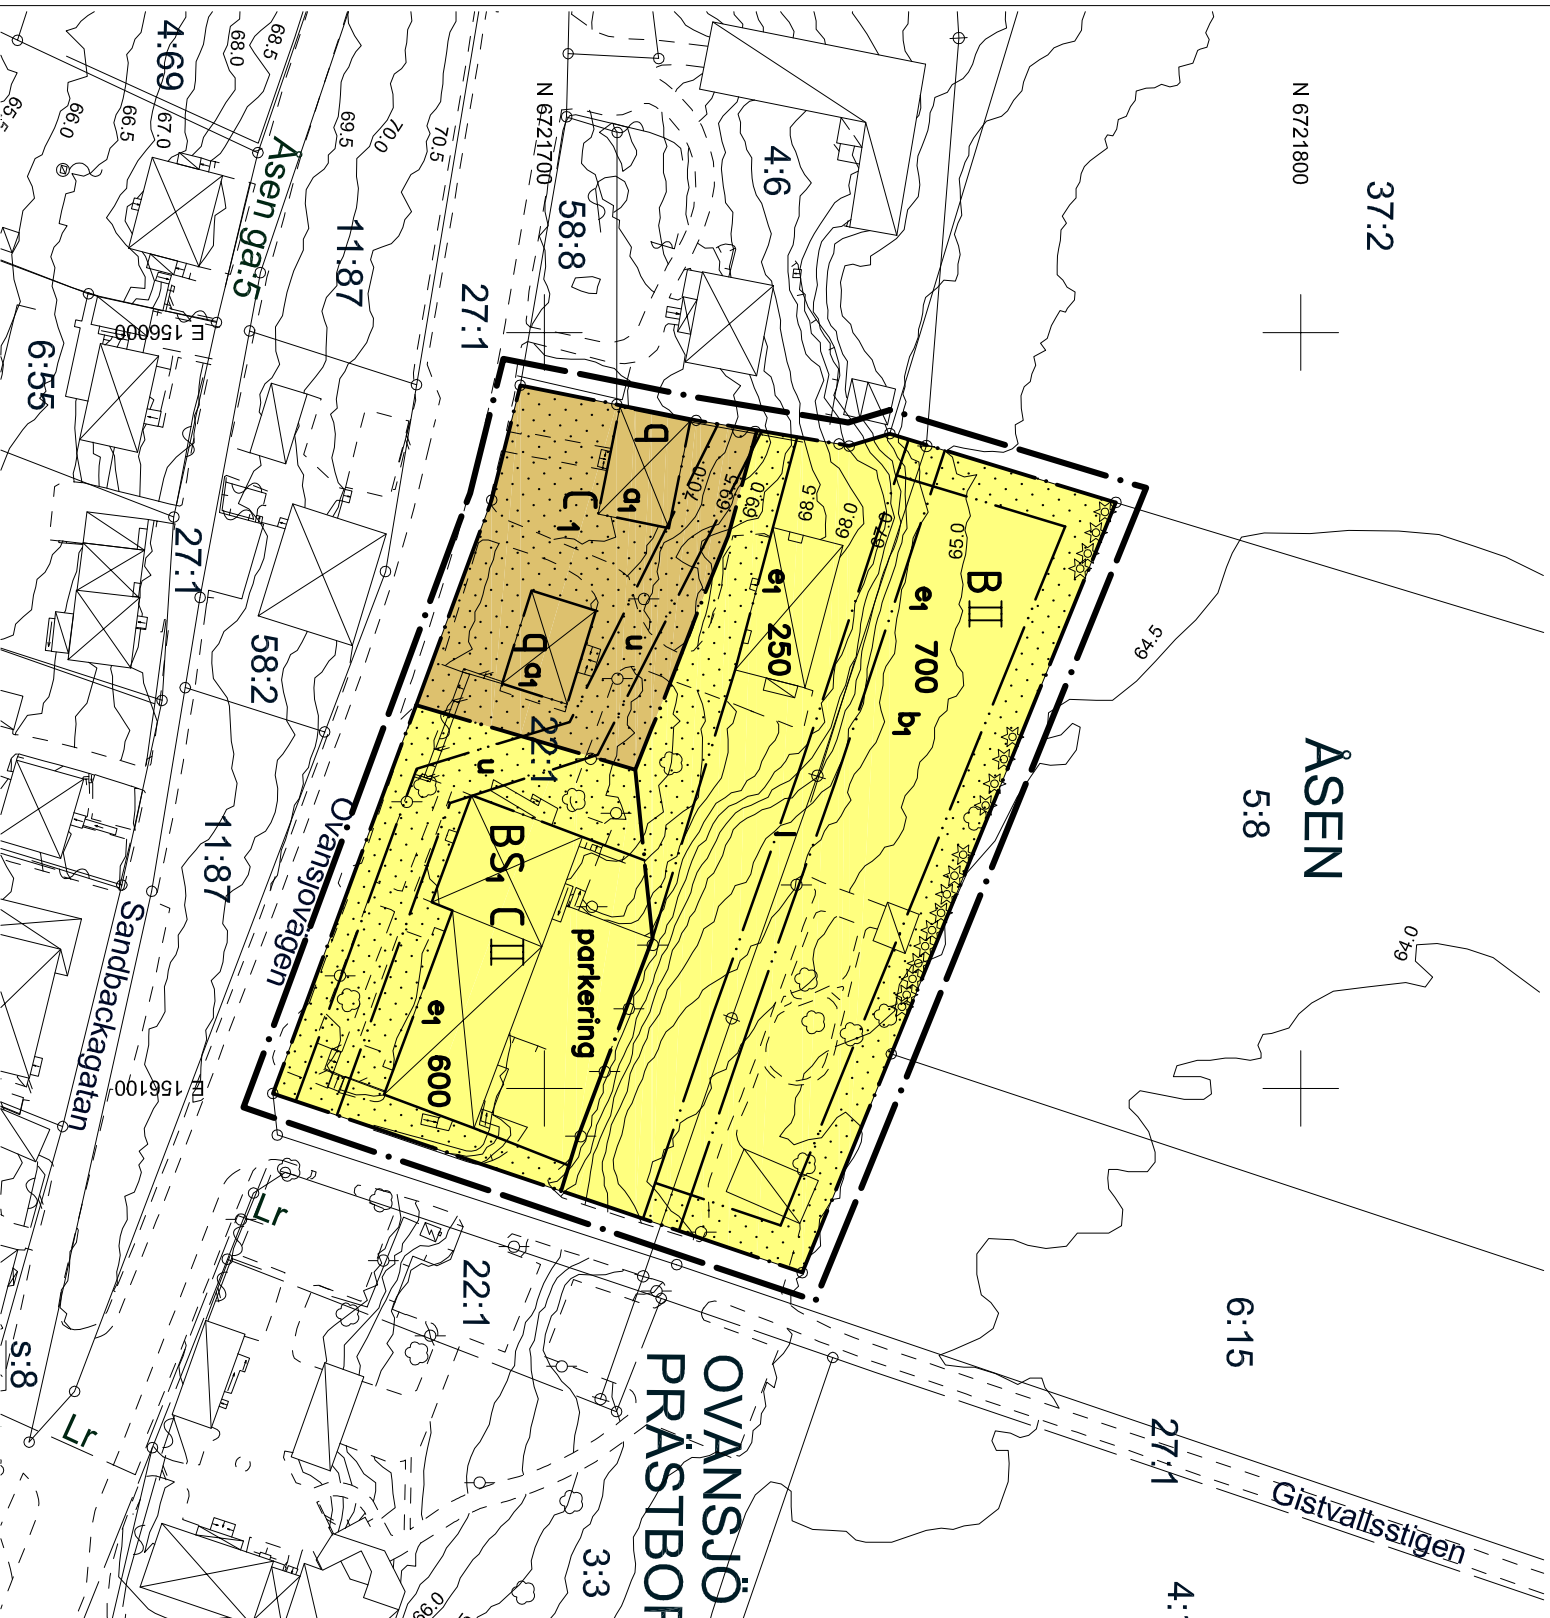 4:69
68.5
68.0
67.0
66.5
66.0
69.5
70.0
70.5
Åsen ga:5
11:87
27:1
N 6721700
58:8
4:6
N 6721800
37:2
E 156000
6:55
27:1
58:2
11:87
Ovansjövägen
Sandbackagatan
E 156100
s:8
Lr
Lr
q
a1
C1
q
a1
u
22:1
u
70.0
69.5
69.0
68.5
68.0
67.0
65.0
e1 250
B II
e1 700 b1
I
BS1 C II
parkering
e1 600
64.5
64.0
ÅSEN
5:8
6:15
27:1
Gistvallsstigen
22:1
OVANSJÖ
PRÄSTBO
3:3
66.0